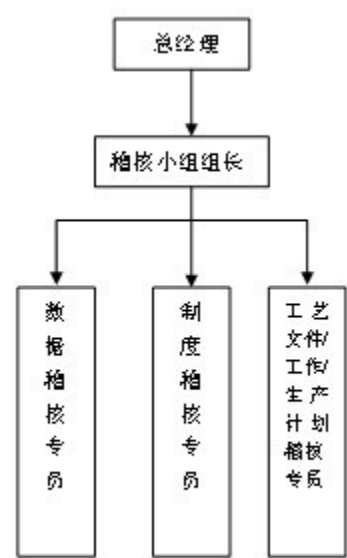 总经理
稽核小组组长
数据稽核专员
制度稽核专员
工艺
文件/
工作/
生产
计划
稽核
专员